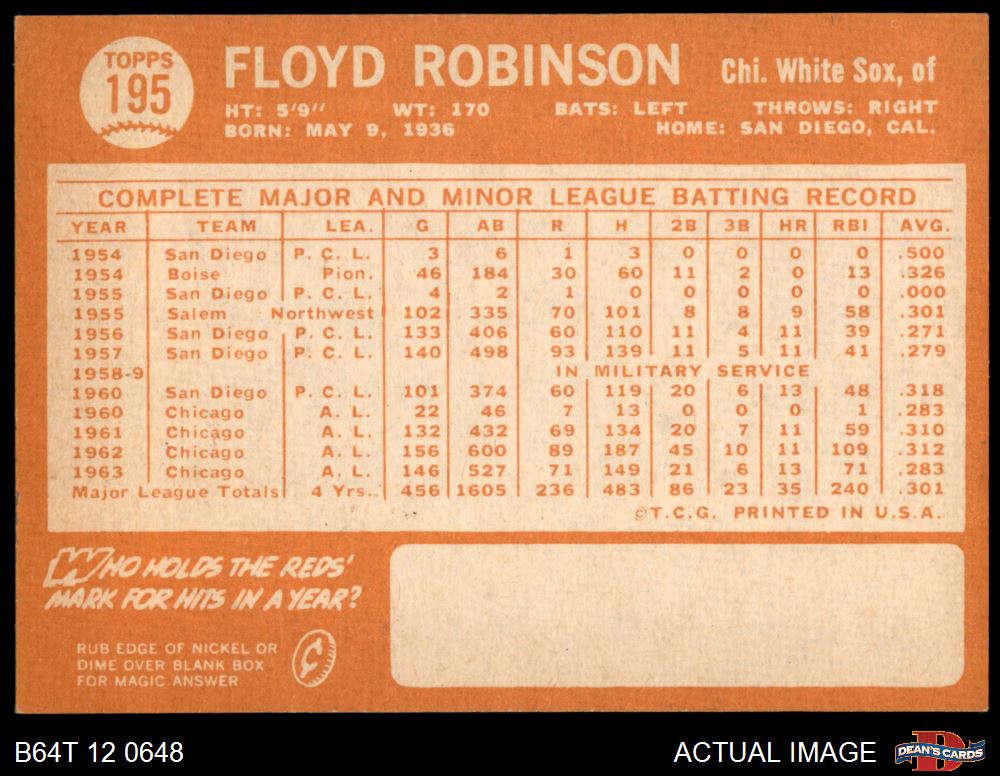 TOPPS
195
FLOYD ROBINSON Chi. White Sox, of
HT: 5'9" WT: 170 BATS: LEFT THROWS: RIGHT
BORN: MAY 9, 1936 HOME: SAN DIEGO, CAL.
COMPLETE MAJOR AND MINOR LEAGUE BATTING RECORD
YEAR TEAM LEA. G AB R H 2B 3B HR RBI AVG.
1954 San Diego P. C. L. 3 6 1 3 0 0 0 0 .500
1954 Boise Pion. 46 184 30 60 11 2 0 13 .326
1955 San Diego P. C. L. 4 2 1 0 0 0 0 0 .000
1955 Salem Northwest 102 335 70 101 8 8 9 58 .301
1956 San Diego P. C. L. 133 406 60 110 11 4 11 39 .271
1957 San Diego P. C. L. 140 498 93 139 11 5 11 41 .279
1958-9 IN MILITARY SERVICE
1960 San Diego P. C. L. 101 374 60 119 20 6 13 48 .318
1960 Chicago A. L. 22 46 7 13 0 0 0 1 .283
1961 Chicago A. L. 132 432 69 134 20 7 11 59 .310
1962 Chicago A. L. 156 600 89 187 45 10 11 109 .312
1963 Chicago A. L. 146 527 71 149 21 6 13 71 .283
Major League Totals 4 Yrs. 456 1605 236 483 86 23 35 240 .301
©T.C.G. PRINTED IN U.S.A.
WHO HOLDS THE REDS'
MARK FOR HITS IN A YEAR?
RUB EDGE OF NICKEL OR
DIME OVER BLANK BOX
FOR MAGIC ANSWER
B64T 12 0648 ACTUAL IMAGE DEAN'S CARDS